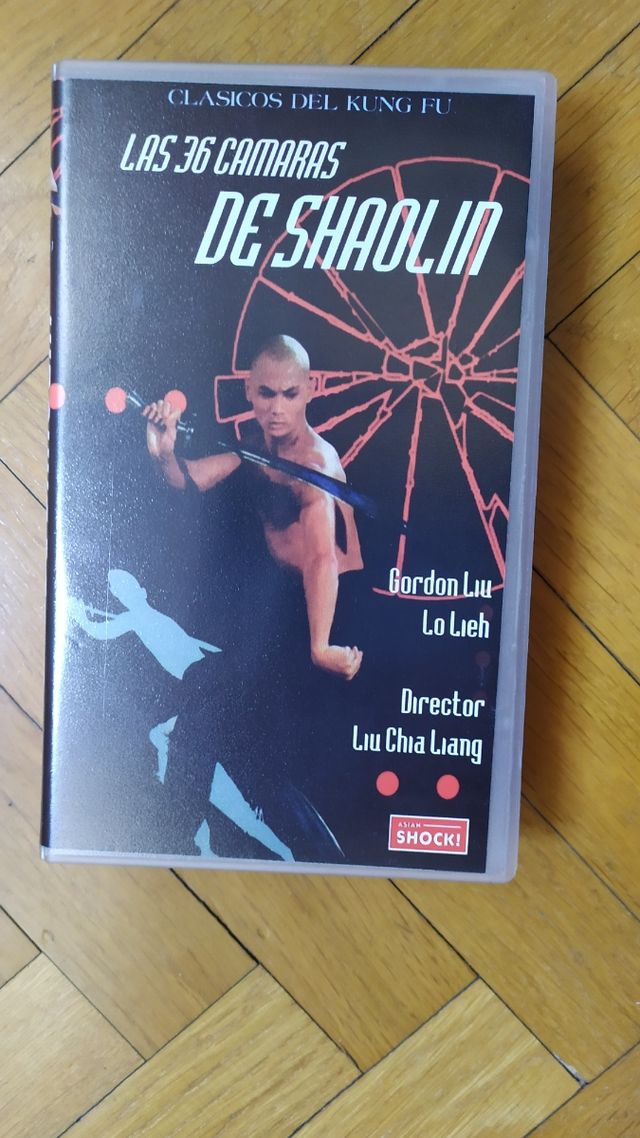 CLASICOS DEL KUNG FU
LAS 36 CAMARAS
DE SHAOLIN
Gordon Liu
Lo Lieh
Director
Liu Chia Liang
ASIAN
SHOCK!